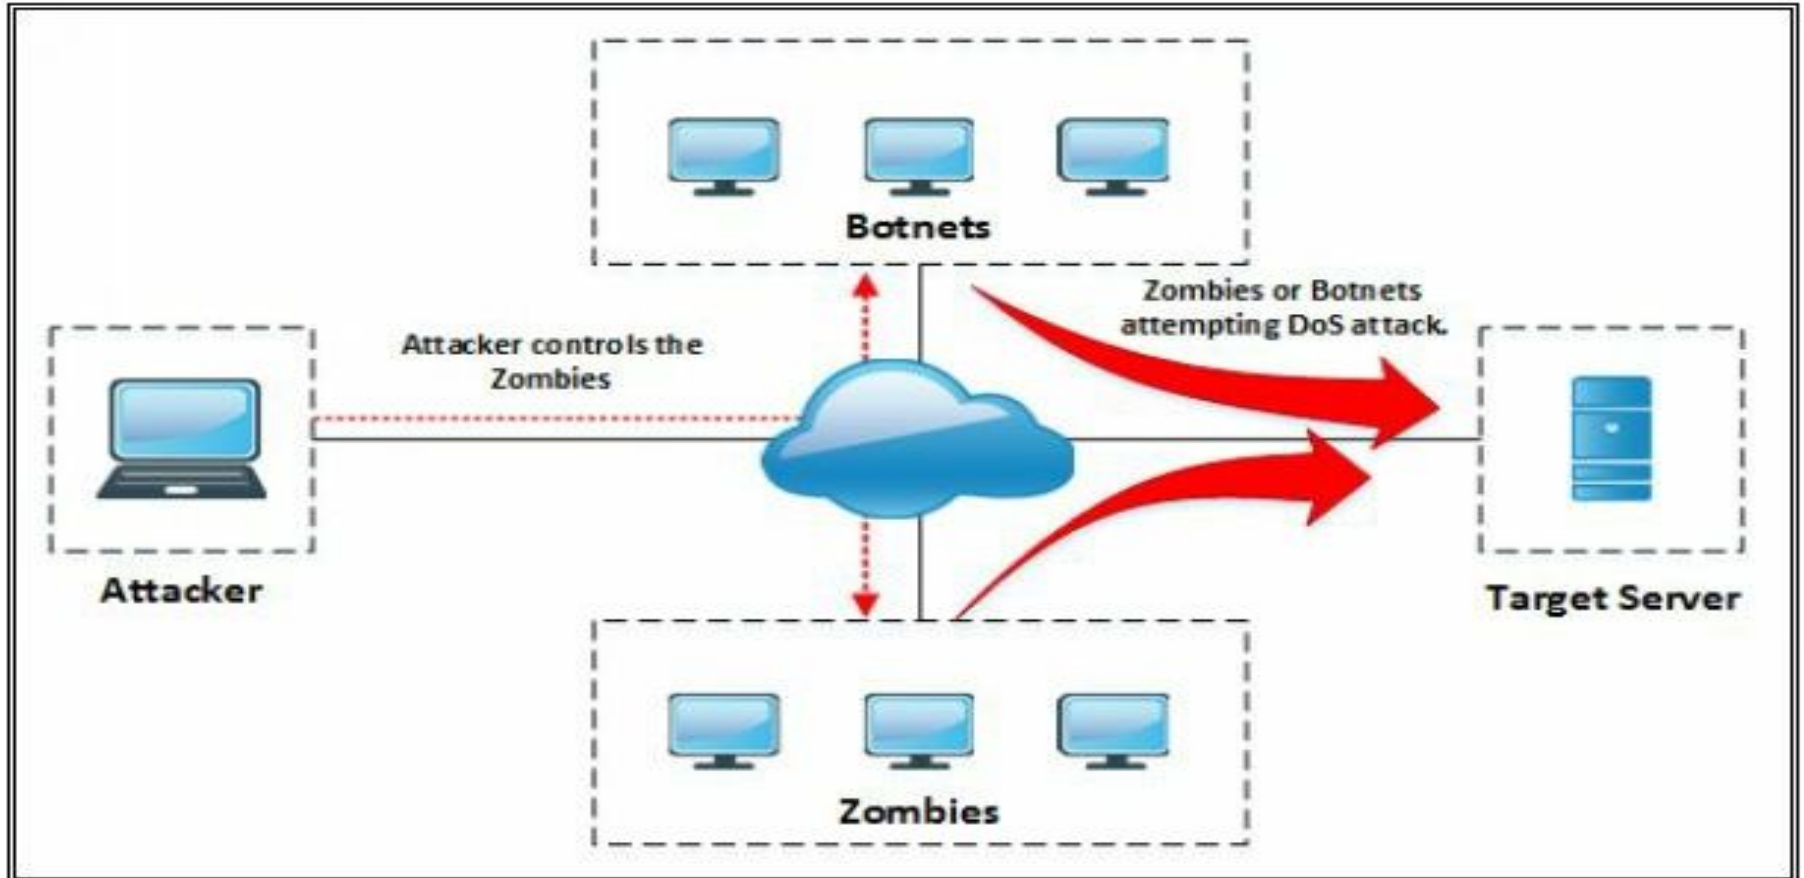 Botnets
Zombies or Botnets
attempting DoS attack.
Attacker controls the
Zombies
Attacker
Target Server
Zombies